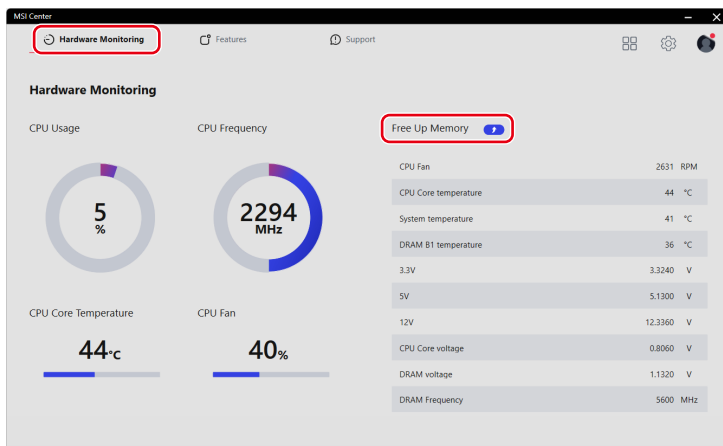 MSI Center
Hardware Monitoring
Features
Support
Hardware Monitoring
CPU Usage
CPU Frequency
Free Up Memory
5
%
2294
MHz
CPU Fan 2631 RPM
CPU Core temperature 44 °C
System temperature 41 °C
DRAM B1 temperature 36 °C
3.3V 3.3240 V
5V 5.1300 V
12V 12.3360 V
CPU Core voltage 0.8060 V
DRAM voltage 1.1320 V
DRAM Frequency 5600 MHz
CPU Core Temperature
CPU Fan
44°C
40%